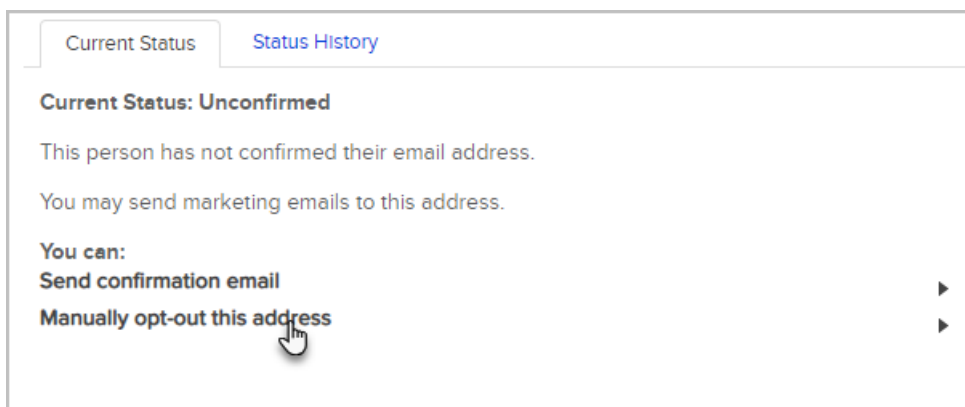 Current Status
Status History
Current Status: Unconfirmed
This person has not confirmed their email address.
You may send marketing emails to this address.
You can:
Send confirmation email
Manually opt-out this address